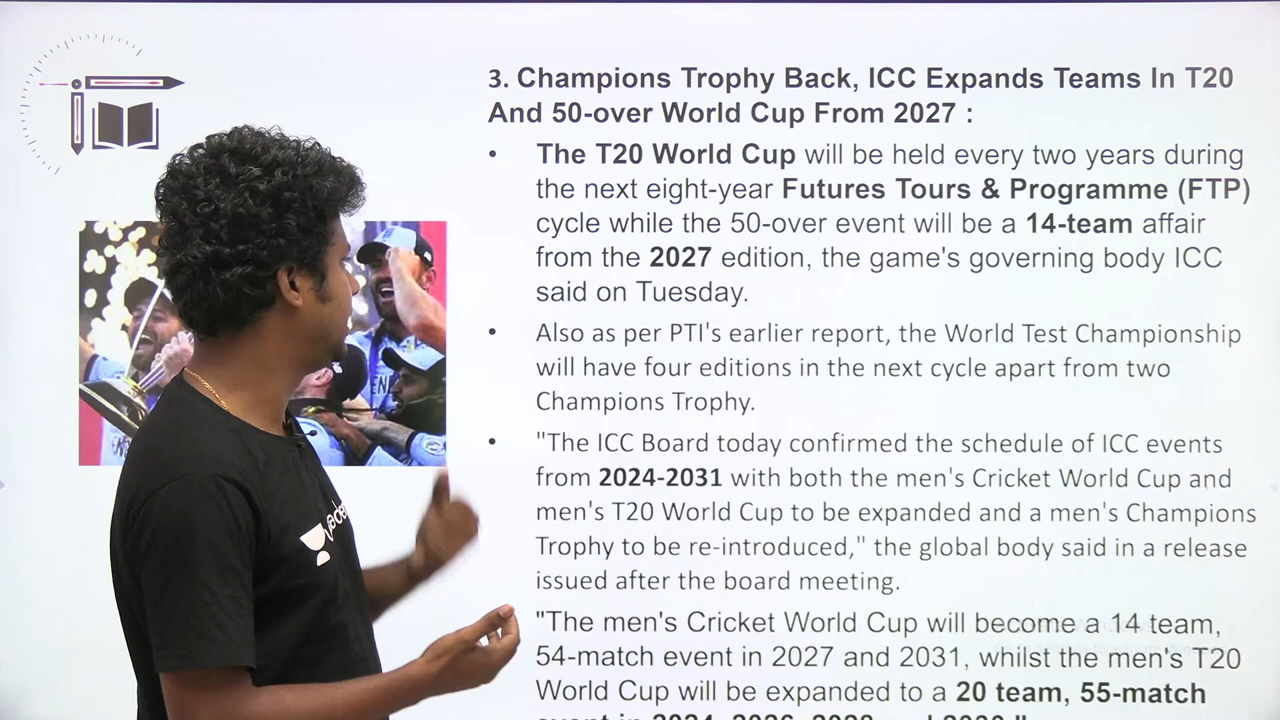 3. Champions Trophy Back, ICC Expands Teams In T20
And 50-over World Cup From 2027 :
• The T20 World Cup will be held every two years during
the next eight-year Futures Tours & Programme (FTP)
cycle while the 50-over event will be a 14-team affair
from the 2027 edition, the game's governing body ICC
said on Tuesday.
• Also as per PTI's earlier report, the World Test Championship
will have four editions in the next cycle apart from two
Champions Trophy.
• "The ICC Board today confirmed the schedule of ICC events
from 2024-2031 with both the men's Cricket World Cup and
men's T20 World Cup to be expanded and a men's Champions
Trophy to be re-introduced," the global body said in a release
issued after the board meeting.
"The men's Cricket World Cup will become a 14 team,
54-match event in 2027 and 2031, whilst the men's T20
World Cup will be expanded to a 20 team, 55-match